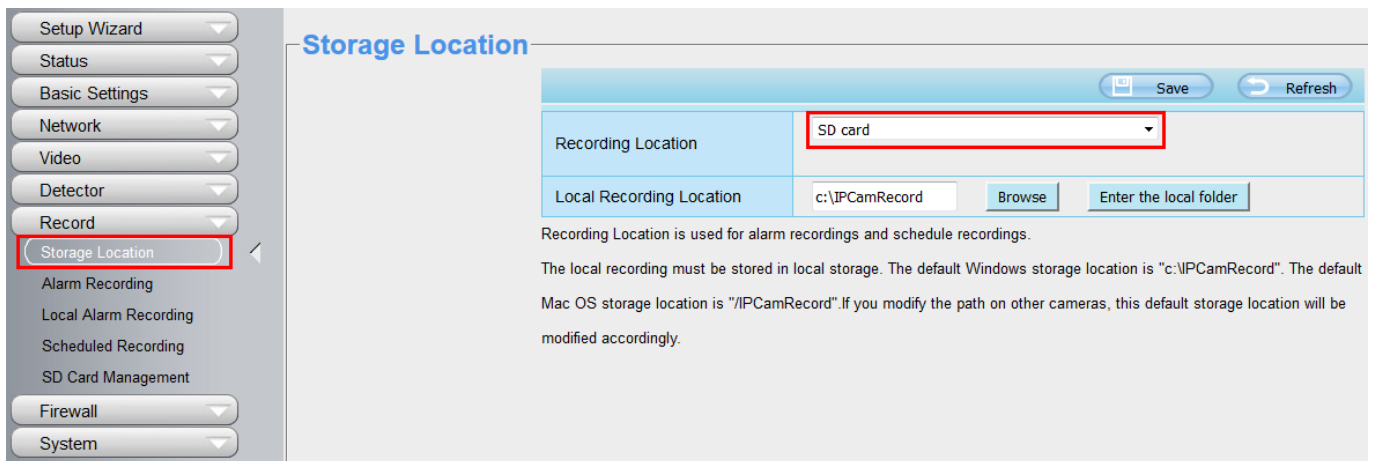 Setup Wizard
Status
Basic Settings
Network
Video
Detector
Record
Storage Location
Alarm Recording
Local Alarm Recording
Scheduled Recording
SD Card Management
Firewall
System
Storage Location
Save Refresh
Recording Location SD card
Local Recording Location c:\IPCamRecord Browse Enter the local folder
Recording Location is used for alarm recordings and schedule recordings.
The local recording must be stored in local storage. The default Windows storage location is "c:\IPCamRecord". The default
Mac OS storage location is "/IPCamRecord".If you modify the path on other cameras, this default storage location will be
modified accordingly.